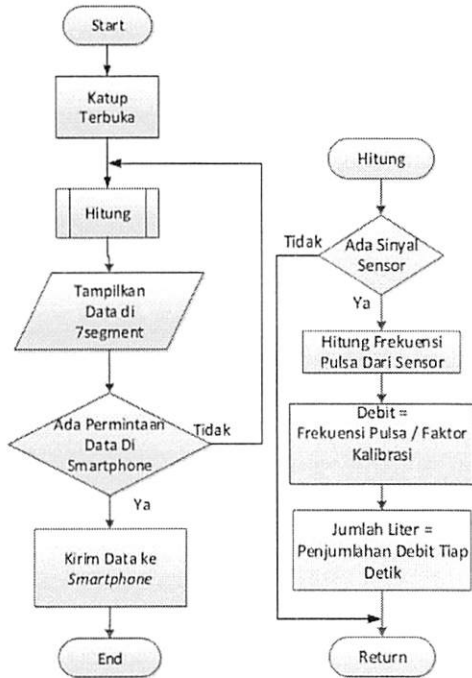 Start
Katup
Terbuka
Hitung
Tampilkan
Data di
7segment
Ada Permintaan
Data Di
Smartphone
Tidak
Ya
Kirim Data ke
Smartphone
End
Hitung
Tidak
Ada Sinyal
Sensor
Ya
Hitung Frekuensi
Pulsa Dari Sensor
Debit =
Frekuensi Pulsa / Faktor
Kalibrasi
Jumlah Liter =
Penjumlahan Debit Tiap
Detik
Return